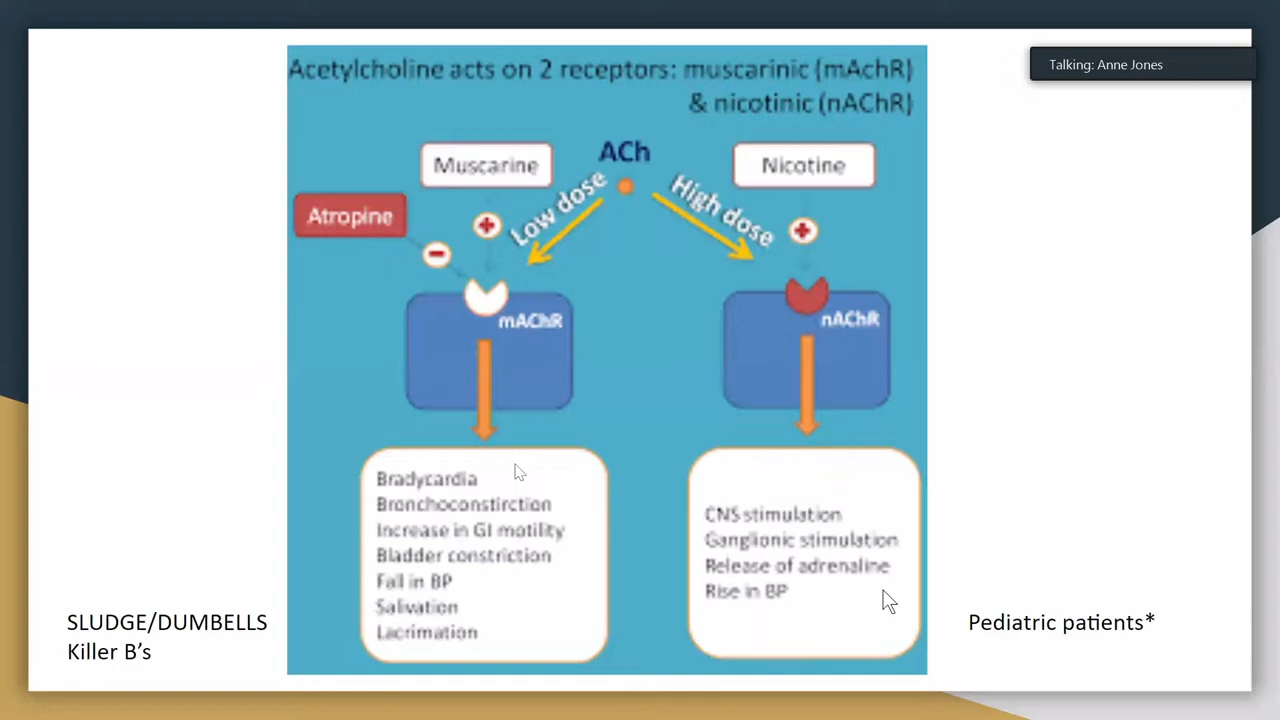 Talking: Anne Jones
Acetylcholine acts on 2 receptors: muscarinic (mAchR)
& nicotinic (nAChR)
ACh
Muscarine
Nicotine
Atropine
Low dose
High dose
mAChR
nAChR
Bradycardia
Bronchoconstirction
Increase in GI motility
Bladder constriction
Fall in BP
Salivation
Lacrimation
CNS stimulation
Ganglionic stimulation
Release of adrenaline
Rise in BP
SLUDGE/DUMBELLS
Killer B’s
Pediatric patients*